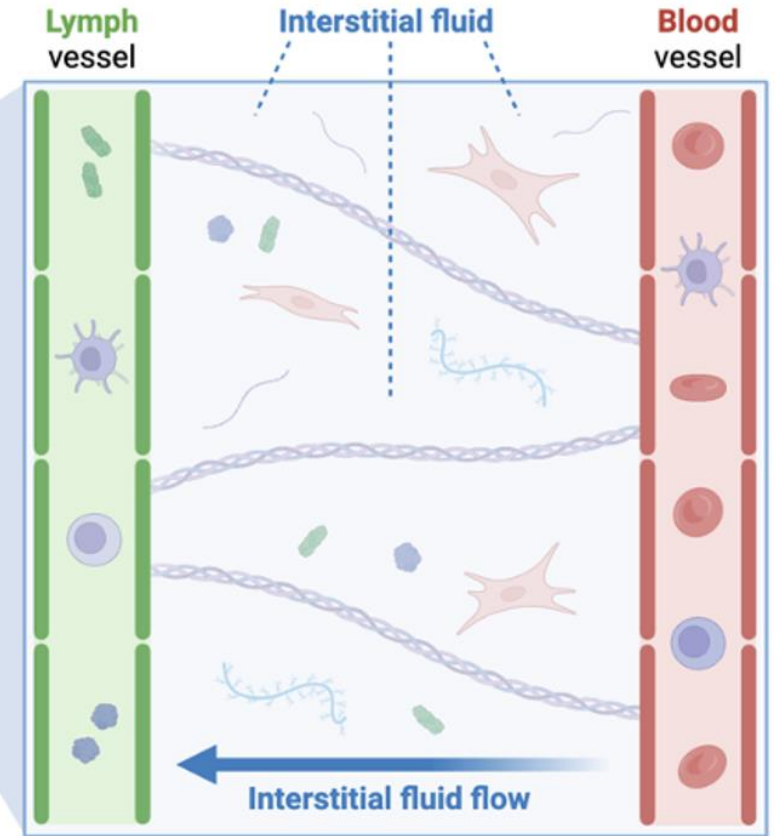 Lymph
vessel
Interstitial fluid
Blood
vessel
Interstitial fluid flow